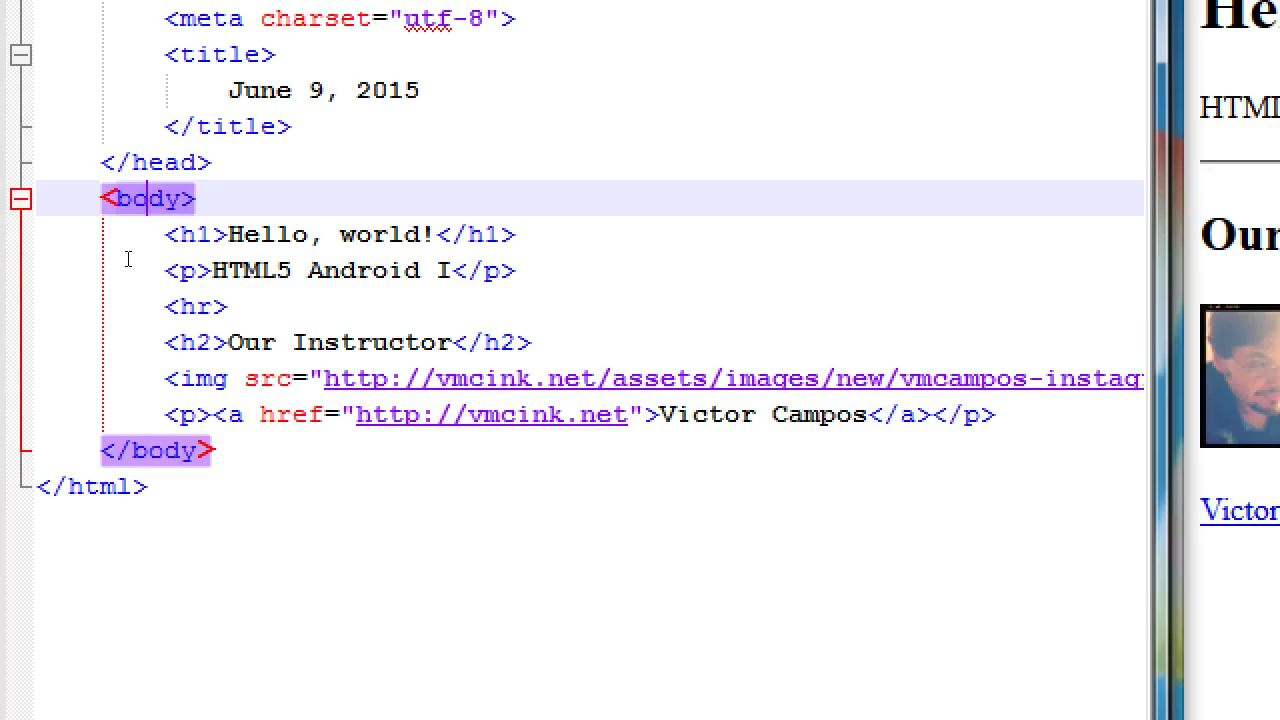 <meta charset="utf-8">
<title>
June 9, 2015
</title>
</head>
<body>
<h1>Hello, world!</h1>
<p>HTML5 Android I</p>
<hr>
<h2>Our Instructor</h2>
<img src="http://vmcink.net/assets/images/new/vmcampos-instag
<p><a href="http://vmcink.net">Victor Campos</a></p>
</body>
</html>
He
HTML
Our
Victor